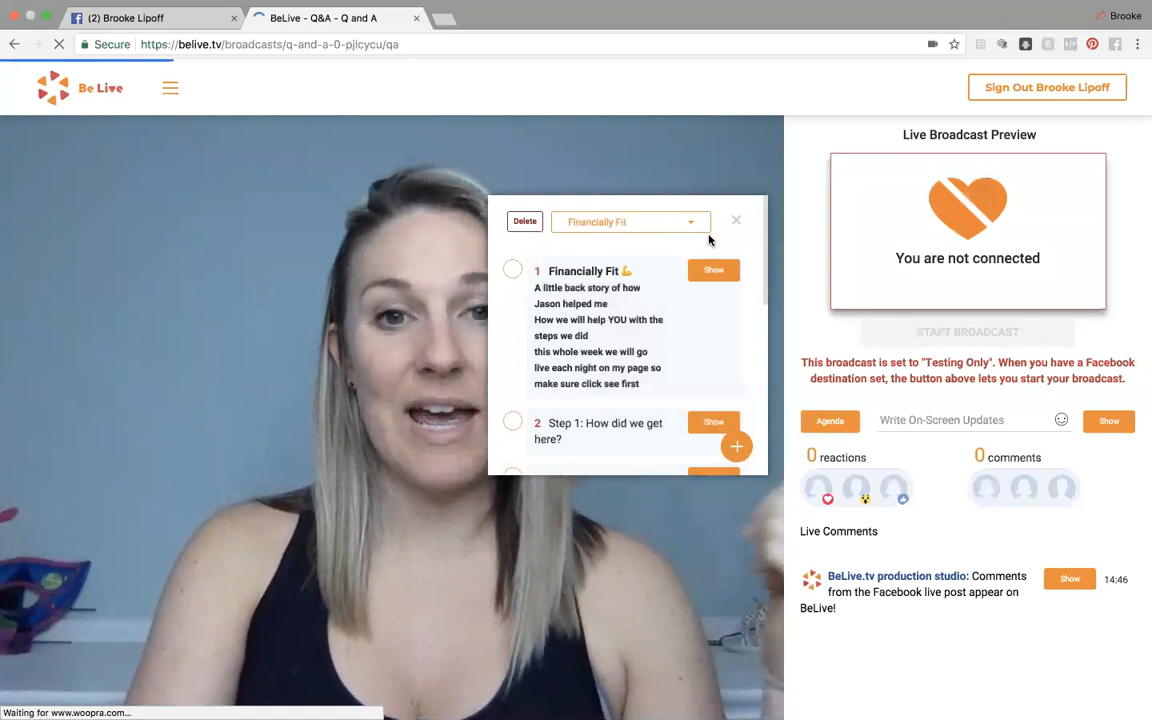 (2) Brooke Lipoff
BeLive - Q&A - Q and A
Brooke
Secure https://belive.tv/broadcasts/q-and-a-0-pjlcycu/qa
Be Live
Sign Out Brooke Lipoff
Live Broadcast Preview
You are not connected
START BROADCAST
This broadcast is set to "Testing Only". When you have a Facebook
destination set, the button above lets you start your broadcast.
Agenda Write On-Screen Updates Show
0 reactions 0 comments
Live Comments
BeLive.tv production studio: Comments
from the Facebook live post appear on
BeLive!
Show 14:46
Delete Financially Fit
1 Financially Fit 💪 Show
A little back story of how
Jason helped me
How we will help YOU with the
steps we did
this whole week we will go
live each night on my page so
make sure click see first
2 Step 1: How did we get
here?
Show
Waiting for www.woopra.com...